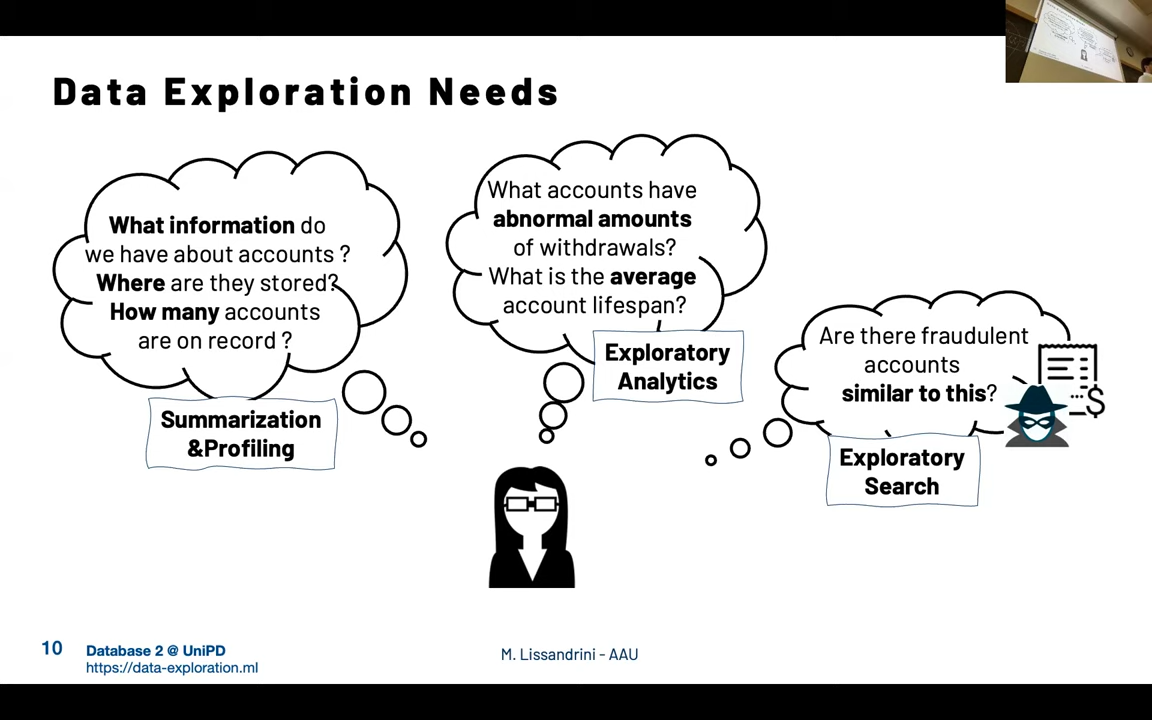 Data Exploration Needs
What information do
we have about accounts ?
Where are they stored?
How many accounts
are on record ?
Summarization
&Profiling
What accounts have
abnormal amounts
of withdrawals?
What is the average
account lifespan?
Exploratory
Analytics
Are there fraudulent
accounts
similar to this?
$
Exploratory
Search
10
Database 2 @ UniPD
https://data-exploration.ml
M. Lissandrini - AAU